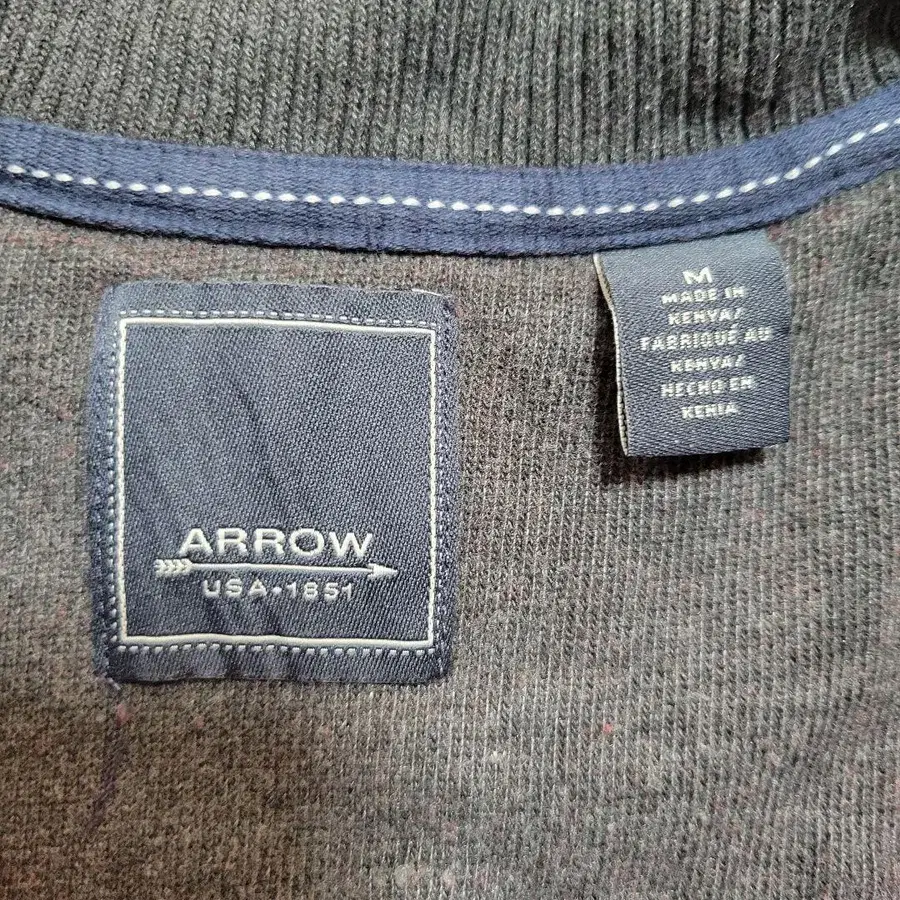 ARROW
USA•1851
M
MADE IN
KENYA/
FABRIQUÉ AU
KENYA/
HECHO EN
KENIA